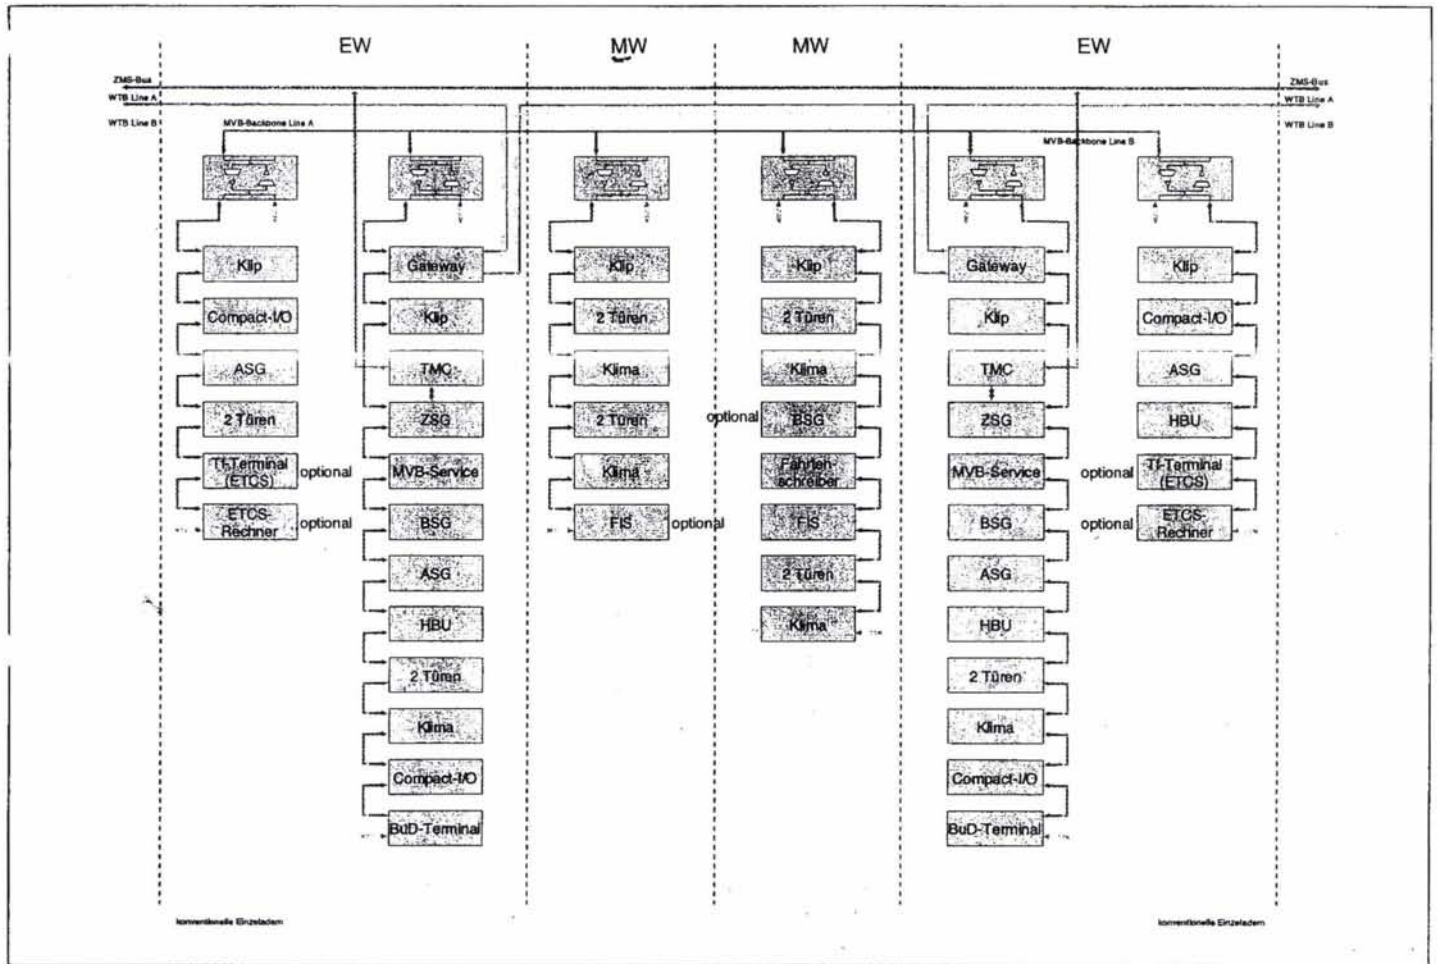 EW
MW
MW
EW
ZMS-Bus
ZMS-Bus
WTB Line A
WTB Line A
WTB Line B
MVB-Backbone Line A
WTB Line B
MVB-Backbone Line B
Klip
Compact-I/O
ASG
2 Türen
Tf-Terminal
(ETCS)
optional
ETCS-
Rechner
optional
Gateway
Klip
TMC
ZSG
MVB-Service
BSG
ASG
HBU
2 Türen
Klima
Compact-I/O
BuD-Terminal
Klip
2 Türen
Klima
2 Türen
Klima
FIS
optional
Klip
2 Türen
Klima
optional
BSG
Fahrten-
schreiber
FIS
2 Türen
Klima
Gateway
Klip
TMC
ZSG
MVB-Service
BSG
ASG
HBU
2 Türen
Klima
Compact-I/O
BuD-Terminal
Klip
Compact-I/O
ASG
HBU
optional
Tf-Terminal
(ETCS)
optional
ETCS-
Rechner
konventionelle Einzeladern
konventionelle Einzeladern